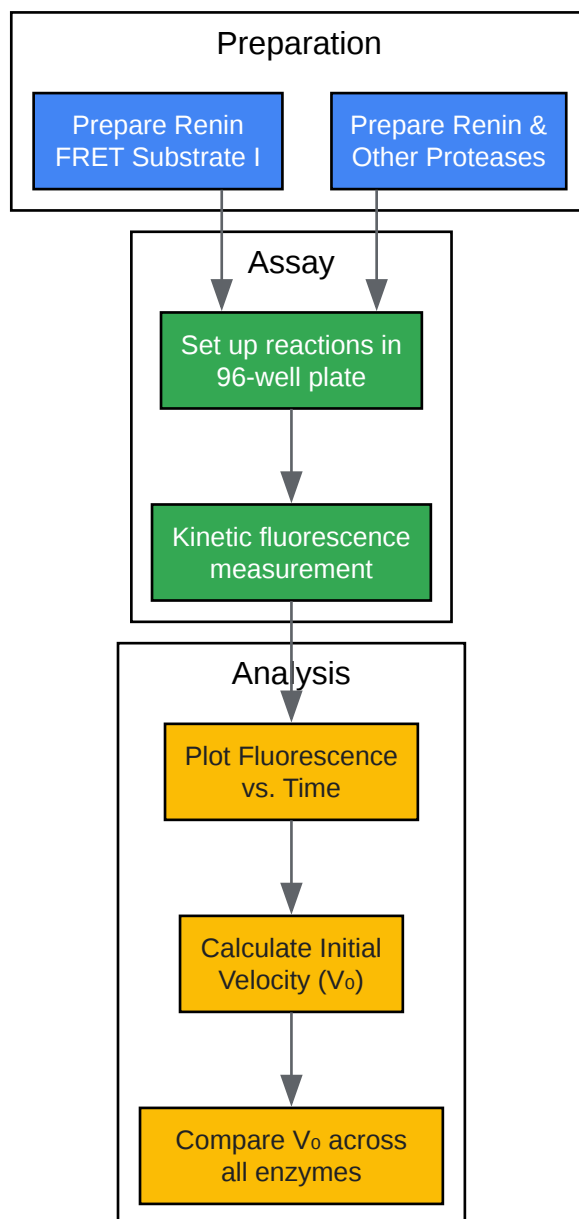 Preparation
Prepare Renin
FRET Substrate I
Prepare Renin &
Other Proteases
Assay
Set up reactions in
96-well plate
Kinetic fluorescence
measurement
Analysis
Plot Fluorescence
vs. Time
Calculate Initial
Velocity (V₀)
Compare V₀ across
all enzymes